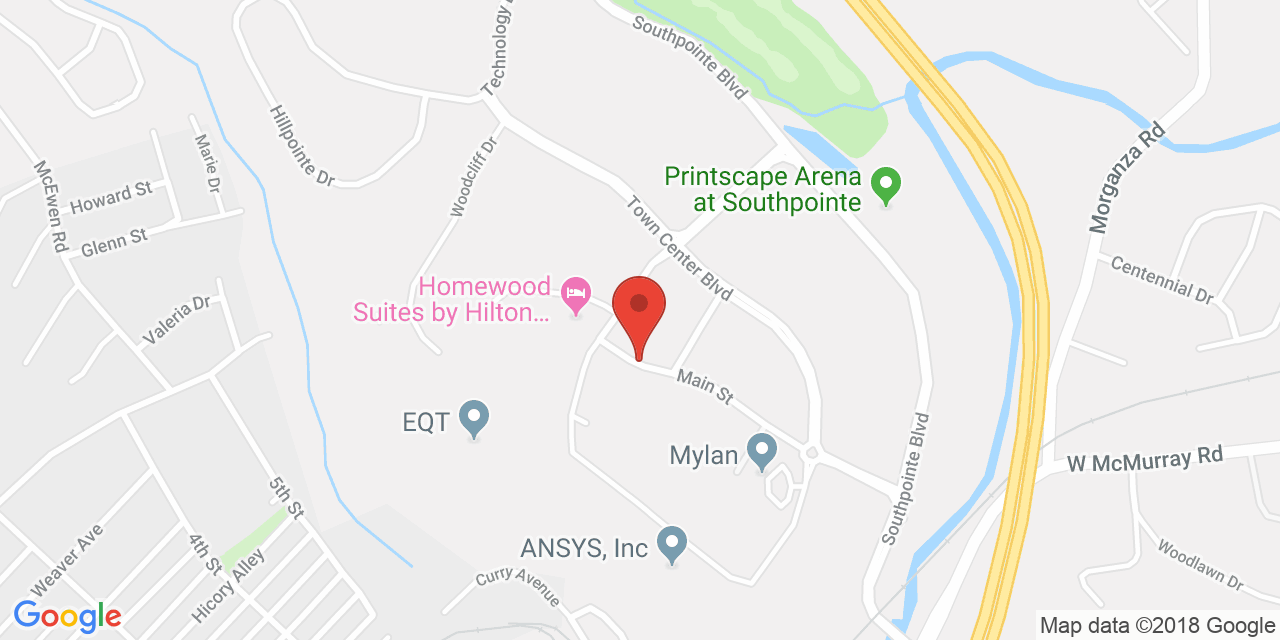 Southpointe Blvd
Technology
Hillpointe Dr
Woodcliff Dr
Marie Dr
Howard St
McEwen Rd
Glenn St
Valeria Dr
Morganza Rd
Printscape Arena
at Southpointe
Town Center Blvd
Centennial Dr
Homewood
Suites by Hilton...
Main St
EQT
Mylan
Southpointe Blvd
W McMurray Rd
5th St
4th St
Weaver Ave
Hicory Alley
ANSYS, Inc
Curry Avenue
Woodlawn Dr
Google
Map data ©2018 Google